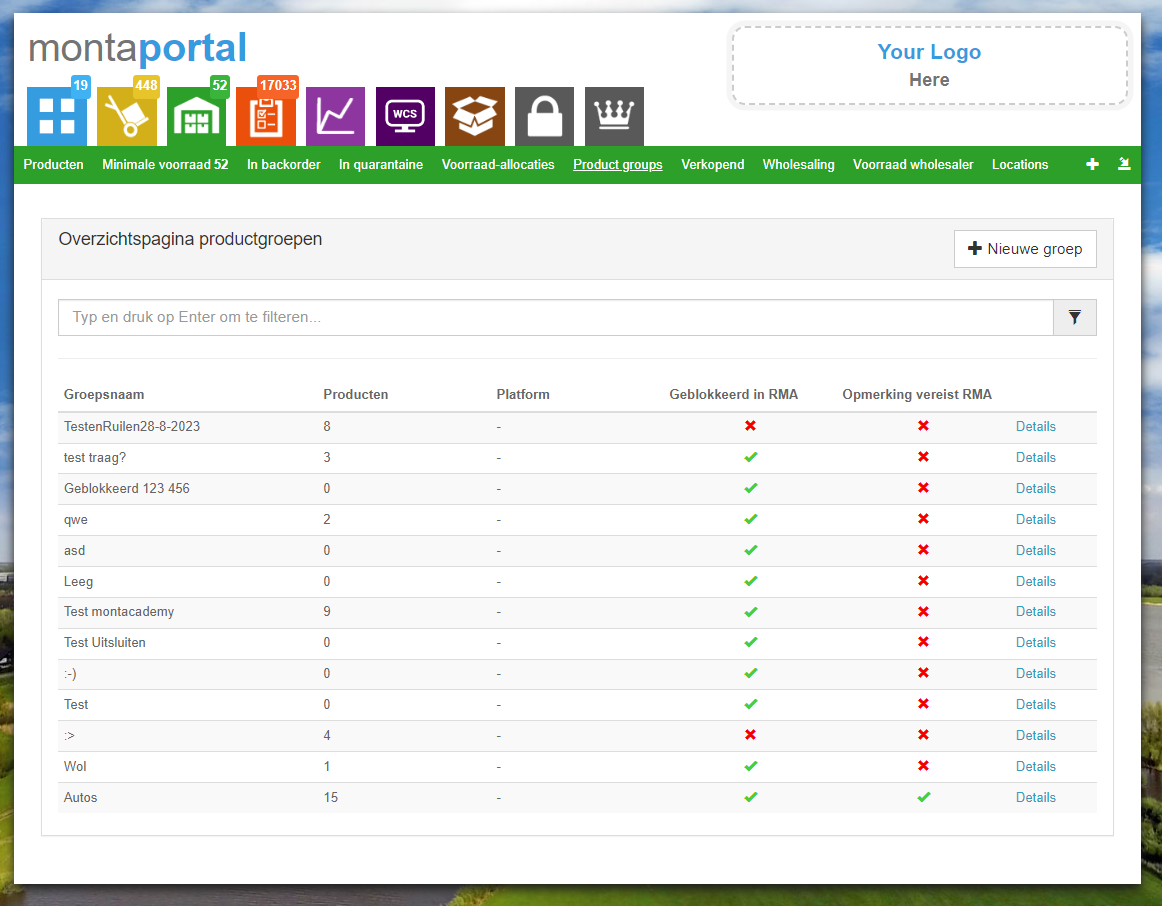 montaportal
Your Logo
Here
19 448 52 17033
WCS
Producten Minimale voorraad 52 In backorder In quarantaine Voorraad-allocaties Product groups Verkopend Wholesaling Voorraad wholesaler Locations
Overzichtspagina productgroepen
Nieuwe groep
Typ en druk op Enter om te filteren...
Groepsnaam Producten Platform Geblokkeerd in RMA Opmerking vereist RMA
TestenRuilen28-8-2023 8 - Details
test traag? 3 - Details
Geblokkeerd 123 456 0 - Details
qwe 2 - Details
asd 0 - Details
Leeg 0 - Details
Test montacademy 9 - Details
Test Uitsluiten 0 - Details
:-) 0 - Details
Test 0 - Details
:> 4 - Details
Wol 1 - Details
Autos 15 - Details